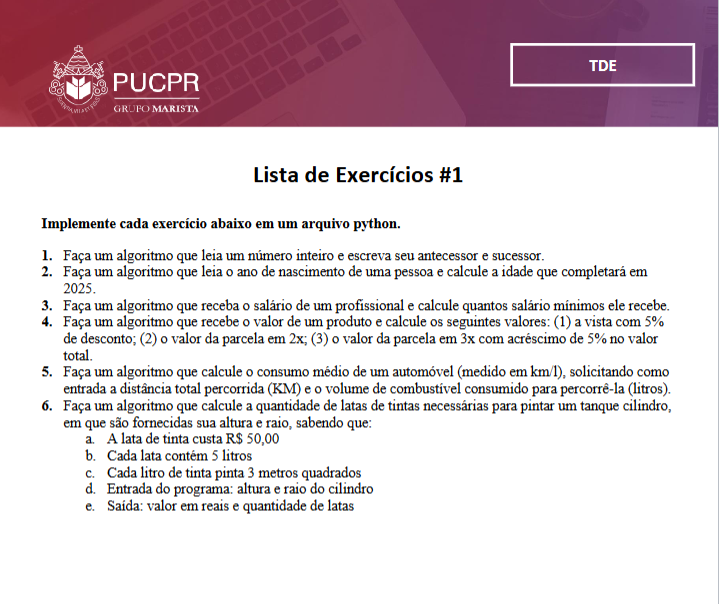 PUCPR
GRUPO MARISTA
TDE
Lista de Exercícios #1
Implemente cada exercício abaixo em um arquivo python.
1. Faça um algoritmo que leia um número inteiro e escreva seu antecessor e sucessor.
2. Faça um algoritmo que leia o ano de nascimento de uma pessoa e calcule a idade que completará em
2025.
3. Faça um algoritmo que receba o salário de um profissional e calcule quantos salário mínimos ele recebe.
4. Faça um algoritmo que recebe o valor de um produto e calcule os seguintes valores: (1) a vista com 5%
de desconto; (2) o valor da parcela em 2x; (3) o valor da parcela em 3x com acréscimo de 5% no valor
total.
5. Faça um algoritmo que calcule o consumo médio de um automóvel (medido em km/l), solicitando como
entrada a distância total percorrida (KM) e o volume de combustível consumido para percorrê-la (litros).
6. Faça um algoritmo que calcule a quantidade de latas de tintas necessárias para pintar um tanque cilindro,
em que são fornecidas sua altura e raio, sabendo que:
a. A lata de tinta custa R$ 50,00
b. Cada lata contém 5 litros
c. Cada litro de tinta pinta 3 metros quadrados
d. Entrada do programa: altura e raio do cilindro
e. Saída: valor em reais e quantidade de latas